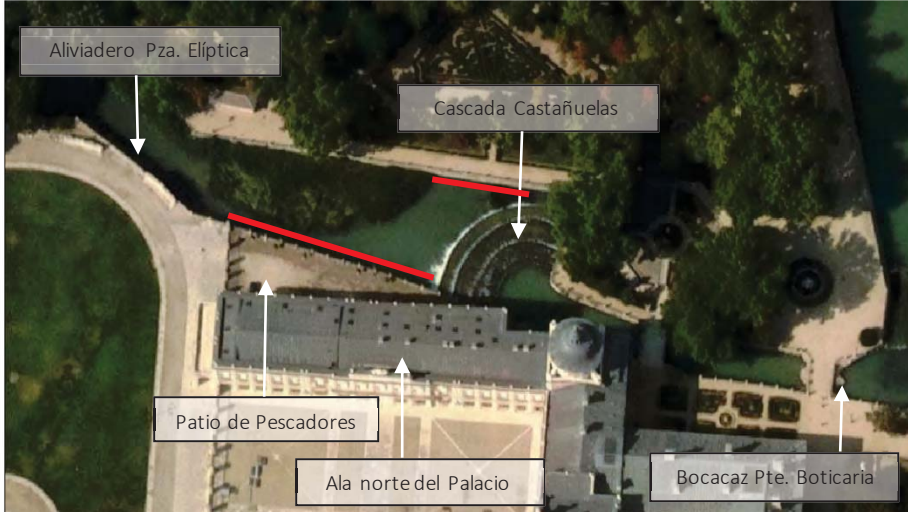 Aliviadero Pza. Elíptica
Cascada Castañuelas
Patio de Pescadores
Ala norte del Palacio
Bocacaz Pte. Boticaria